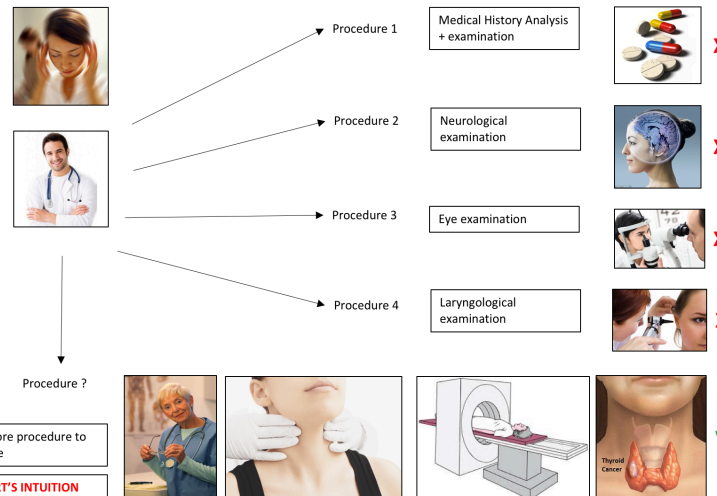 Procedure 1
Medical History Analysis
+ examination
Procedure 2
Neurological
examination
Procedure 3
Eye examination
Procedure 4
Laryngological
examination
Procedure ?
procedure to
INTUITION
Thyroid
Cancer